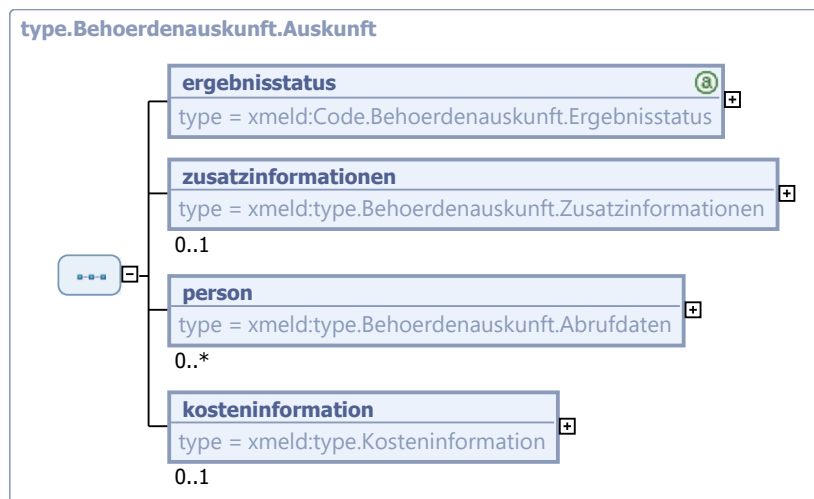 type.Behoerdenauskunft.Auskunft
ergebnisstatus
type = xmeld:Code.Behoerdenauskunft.Ergebnisstatus
zusatzinformationen
type = xmeld:type.Behoerdenauskunft.Zusatzinformationen
0..1
person
type = xmeld:type.Behoerdenauskunft.Abrufdaten
0..*
kosteninformation
type = xmeld:type.Kosteninformation
0..1